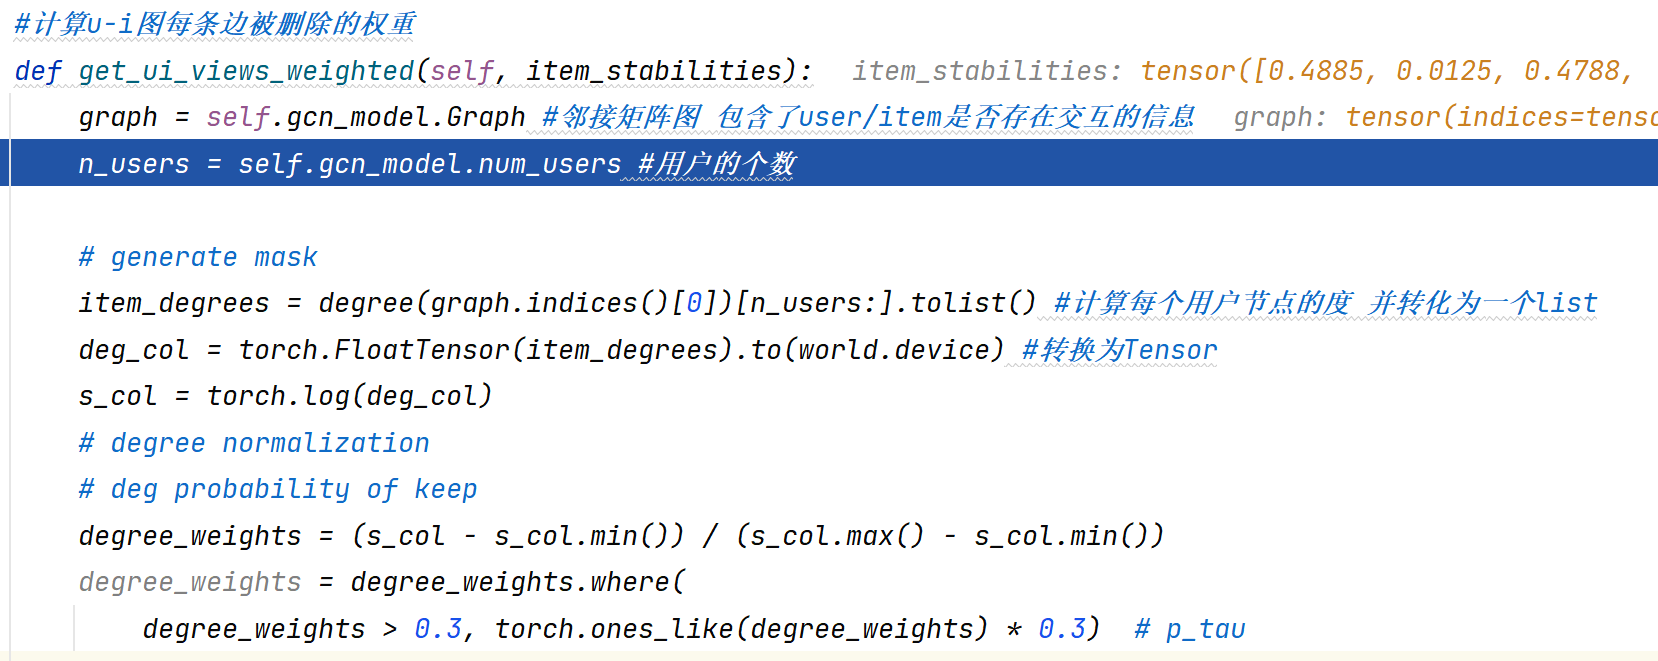 #计算u-i图每条边被删除的权重
def get_ui_views_weighted(self, item_stabilities):   item_stabilities: tensor([0.4885, 0.0125, 0.4788,
graph = self.gcn_model.Graph #邻接矩阵图 包含了user/item是否存在交互的信息   graph: tensor(indices=tenso
n_users = self.gcn_model.num_users #用户的个数
# generate mask
item_degrees = degree(graph.indices()[0])[n_users:].tolist() #计算每个用户节点的度 并转化为一个list
deg_col = torch.FloatTensor(item_degrees).to(world.device) #转换为Tensor
s_col = torch.log(deg_col)
# degree normalization
# deg probability of keep
degree_weights = (s_col - s_col.min()) / (s_col.max() - s_col.min())
degree_weights = degree_weights.where(
degree_weights > 0.3, torch.ones_like(degree_weights) * 0.3)  # p_tau